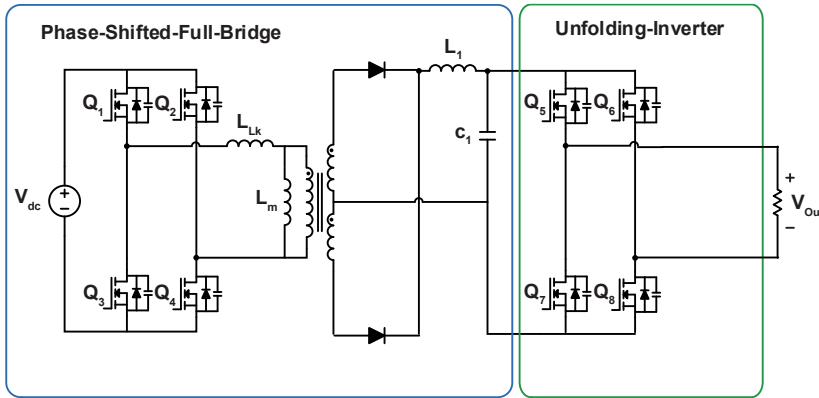 Phase-Shifted-Full-Bridge
Unfolding-Inverter
L1
Q1
Q2
Q5
Q6
LLk
c1
Vdc
+
−
Lm
+
VOu
−
Q3
Q4
Q7
Q8